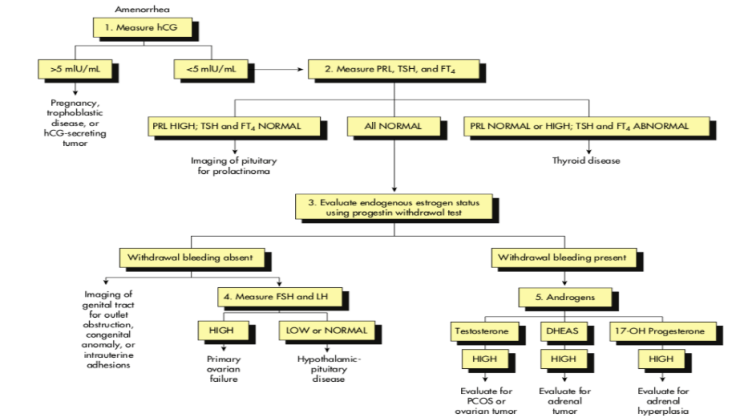 Amenorrhea
1. Measure hCG
>5 mIU/mL
<5 mIU/mL
2. Measure PRL, TSH, and FT₄
Pregnancy,
trophoblastic
disease, or
hCG-secreting
tumor
PRL HIGH; TSH and FT₄ NORMAL
All NORMAL
PRL NORMAL or HIGH; TSH and FT₄ ABNORMAL
Imaging of pituitary
for prolactinoma
Thyroid disease
3. Evaluate endogenous estrogen status
using progestin withdrawal test
Withdrawal bleeding absent
Withdrawal bleeding present
Imaging of
genital tract
for outlet
obstruction,
congenital
anomaly, or
intrauterine
adhesions
4. Measure FSH and LH
HIGH
LOW or NORMAL
Primary
ovarian
failure
Hypothalamic-
pituitary
disease
5. Androgens
Testosterone
DHEAS
17-OH Progesterone
HIGH
HIGH
HIGH
Evaluate for
PCOS or
ovarian tumor
Evaluate for
adrenal
tumor
Evaluate for
adrenal
hyperplasia